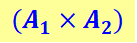 (A₁ × A₂)